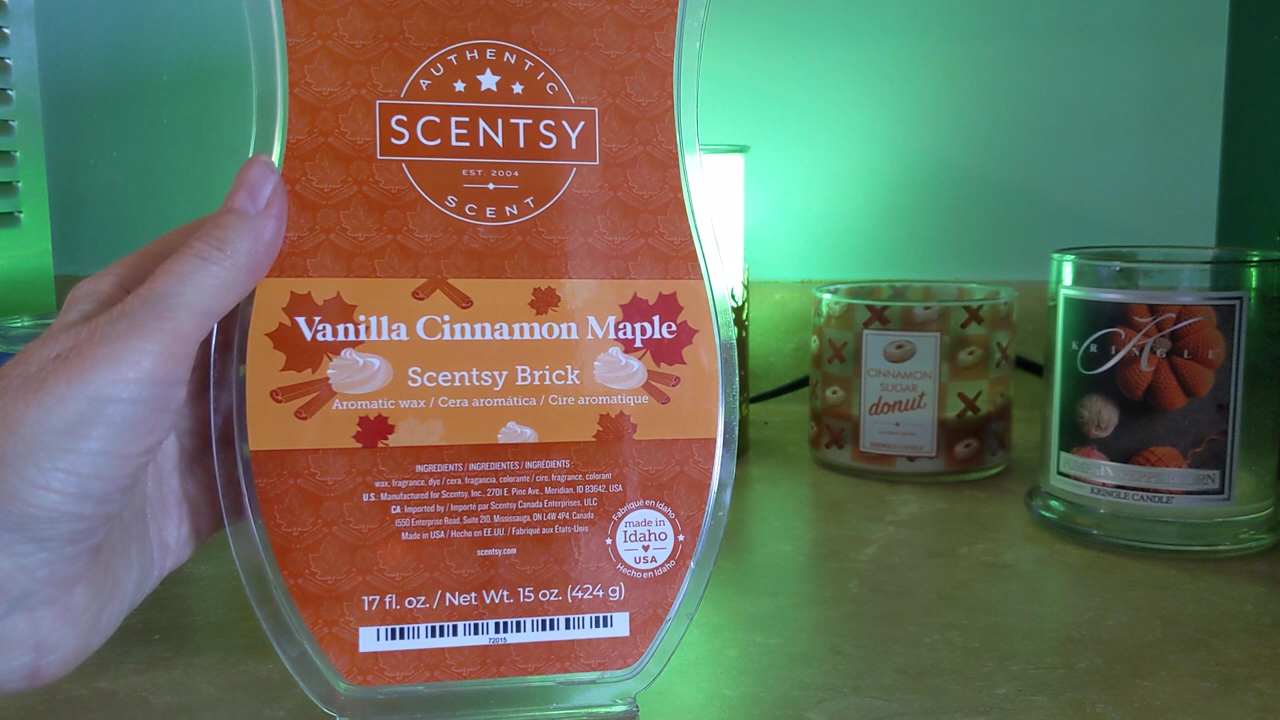 AUTHENTIC
SCENTSY
EST. 2004
SCENT
Vanilla Cinnamon Maple
Scentsy Brick
Aromatic wax / Cera aromática / Cire aromatique
INGREDIENTS / INGREDIENTES / INGRÉDIENTS :
wax, fragrance, dye / cera, fragancia, colorante / cire, fragrance, colorant
U.S.: Manufactured for Scentsy, Inc., 2701 E. Pine Ave., Meridian, ID 83642, USA
CA: Imported by / Importé par Scentsy Canada Enterprises, ULC
1550 Enterprise Road, Suite 210, Mississauga, ON L4W 4P4, Canada
Made in USA / Hecho en EE.UU. / Fabriqué aux États-Unis
scentsy.com
Fabriqué en Idaho
made in
Idaho
USA
Hecho en Idaho
17 fl. oz. / Net Wt. 15 oz. (424 g)
72015
CINNAMON
SUGAR
donut
KRINGLE CANDLE
KRINGLE
KRINGLE CANDLE